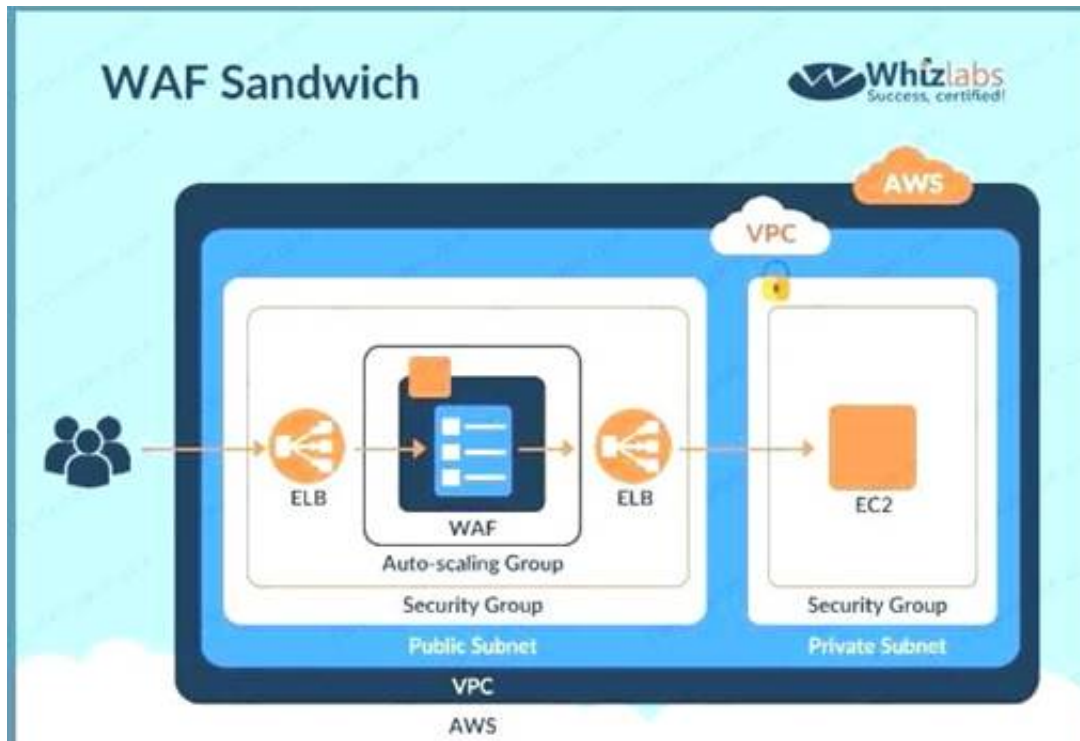 WAF Sandwich
Whizlabs
Success, certified!
AWS
VPC
ELB
WAF
ELB
EC2
Auto-scaling Group
Security Group
Security Group
Public Subnet
Private Subnet
VPC
AWS